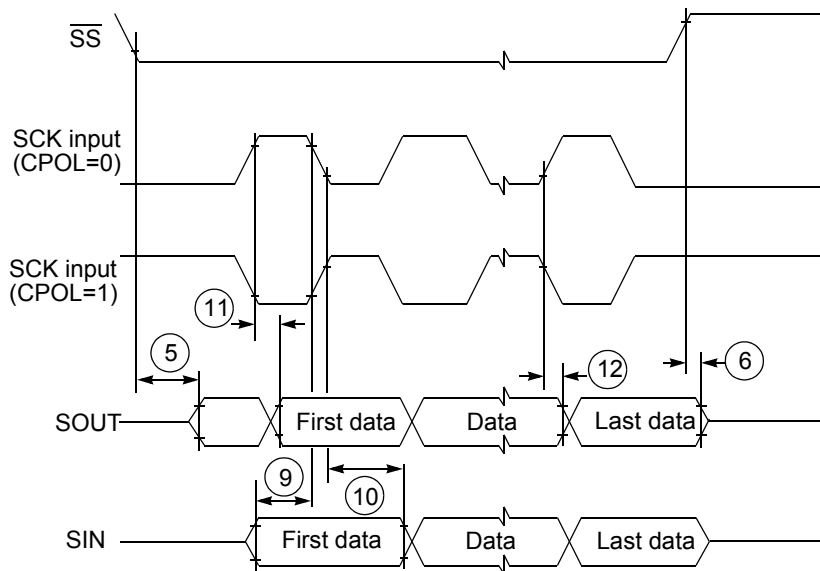 SS
SCK input
(CPOL=0)
SCK input
(CPOL=1)
11
5
12
6
SOUT
First data
Data
Last data
9
10
SIN
First data
Data
Last data